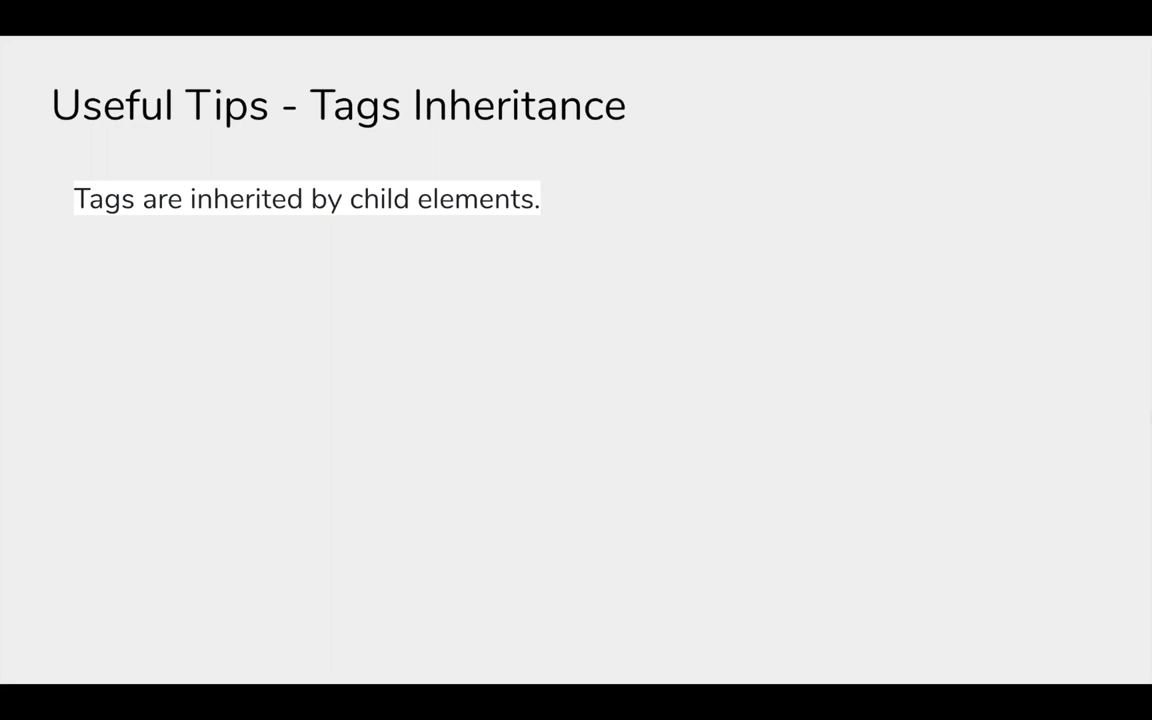 Useful Tips - Tags Inheritance
Tags are inherited by child elements.